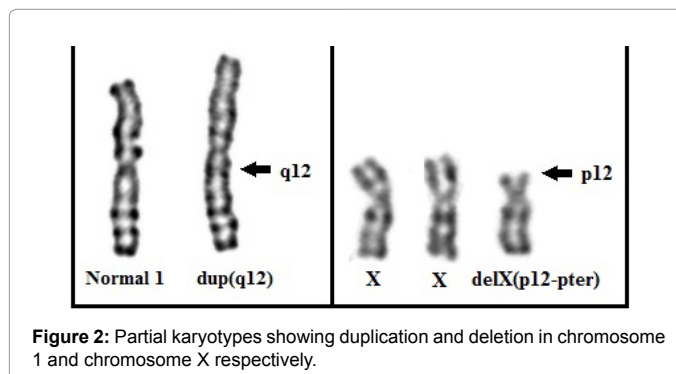 q12
p12
Normal 1 dup(q12)
X X delX(p12-pter)
Figure 2: Partial karyotypes showing duplication and deletion in chromosome
1 and chromosome X respectively.